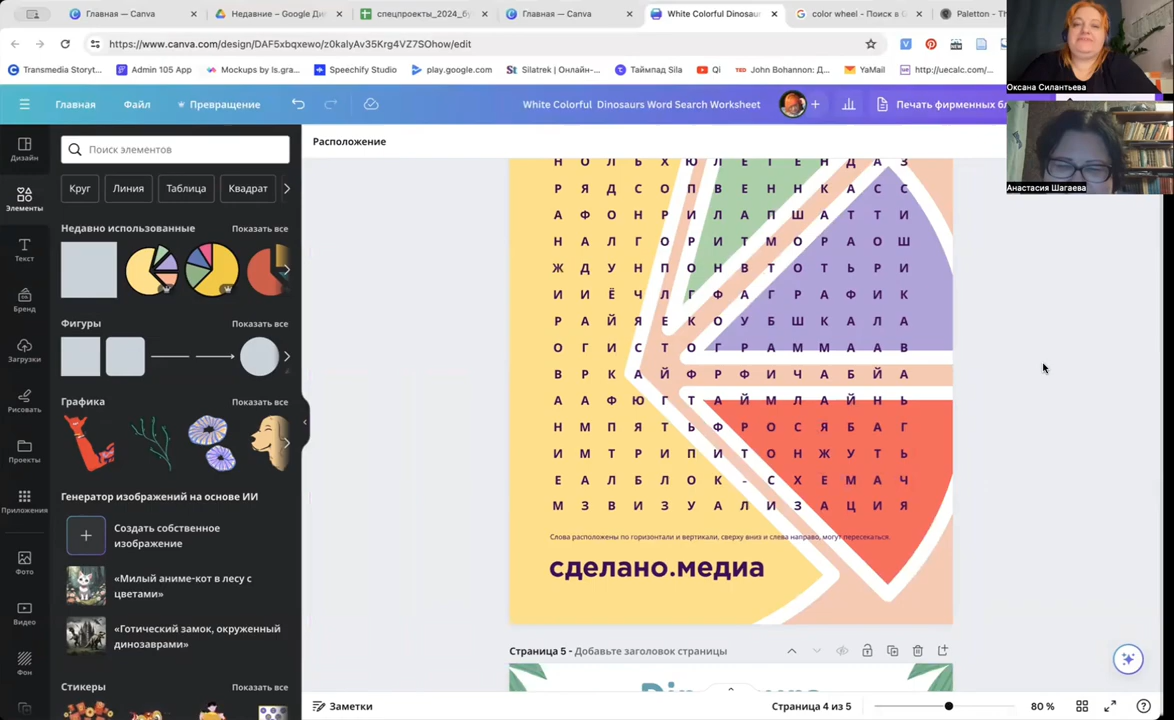 Главная – Canva
Недавние – Google Ди
спецпроекты_2024_бу
Главная – Canva
White Colorful Dinosau
color wheel - Поиск в G
Paletton - Th
https://www.canva.com/design/DAF5xbqxewo/z0kalyAv35Krg4VZ7SOhow/edit
Transmedia Storyt...
Admin 105 App
Mockups by ls.gra...
Speechify Studio
play.google.com
Silatrek | Онлайн-...
Таймпад Sila
Qi
TED John Bohannon: Д...
YaMail
http://uecalc.com/...
Оксана Силантьева
Анастасия Шагаева
Главная
Файл
Превращение
White Colorful Dinosaurs Word Search Worksheet
Печать фирменных бл
Дизайн
Элементы
Текст
Бренд
Загрузки
Рисовать
Проекты
Приложения
Фото
Видео
Фон
Поиск элементов
Круг
Линия
Таблица
Квадрат
Недавно использованные
Показать все
Фигуры
Показать все
Графика
Показать все
Генератор изображений на основе ИИ
Создать собственное
изображение
«Милый аниме-кот в лесу с
цветами»
«Готический замок, окруженный
динозаврами»
Стикеры
Показать все
Расположение
Н О Л Ь Х Ю Л Е Г Е Н Д А З
Р Я Д С О П В Е Н Н К А С С
А Ф О Н Р И Л А П Ш А Т Т И
Н А Л Г О Р И Т М О Р А О Ш
Ж Д У Н П О Н В Т О Т Ь Р И
И И Ё Ч Л Г Ф А Г Р А Ф И К
Р А Й Я Е К О У Б Ш К А Л А
О Г И С Т О Г Р А М М А А В
В Р К А Й Ф Р Ф И Ч А Б Й А
А А Ф Ю Г Т А Й М Л А Й Н Ь
Н М П Я Т Ь Ф Р О С Я Б А Г
И М Т Р И П И Т О Н Ж У Т Ь
Е А Л Б Л О К - С Х Е М А Ч
М З В И З У А Л И З А Ц И Я
Слова расположены по горизонтали и вертикали, сверху вниз и слева направо, могут пересекаться
сделано.медиа
Страница 5 - Добавьте заголовок страницы
Заметки
Страница 4 из 5
80 %